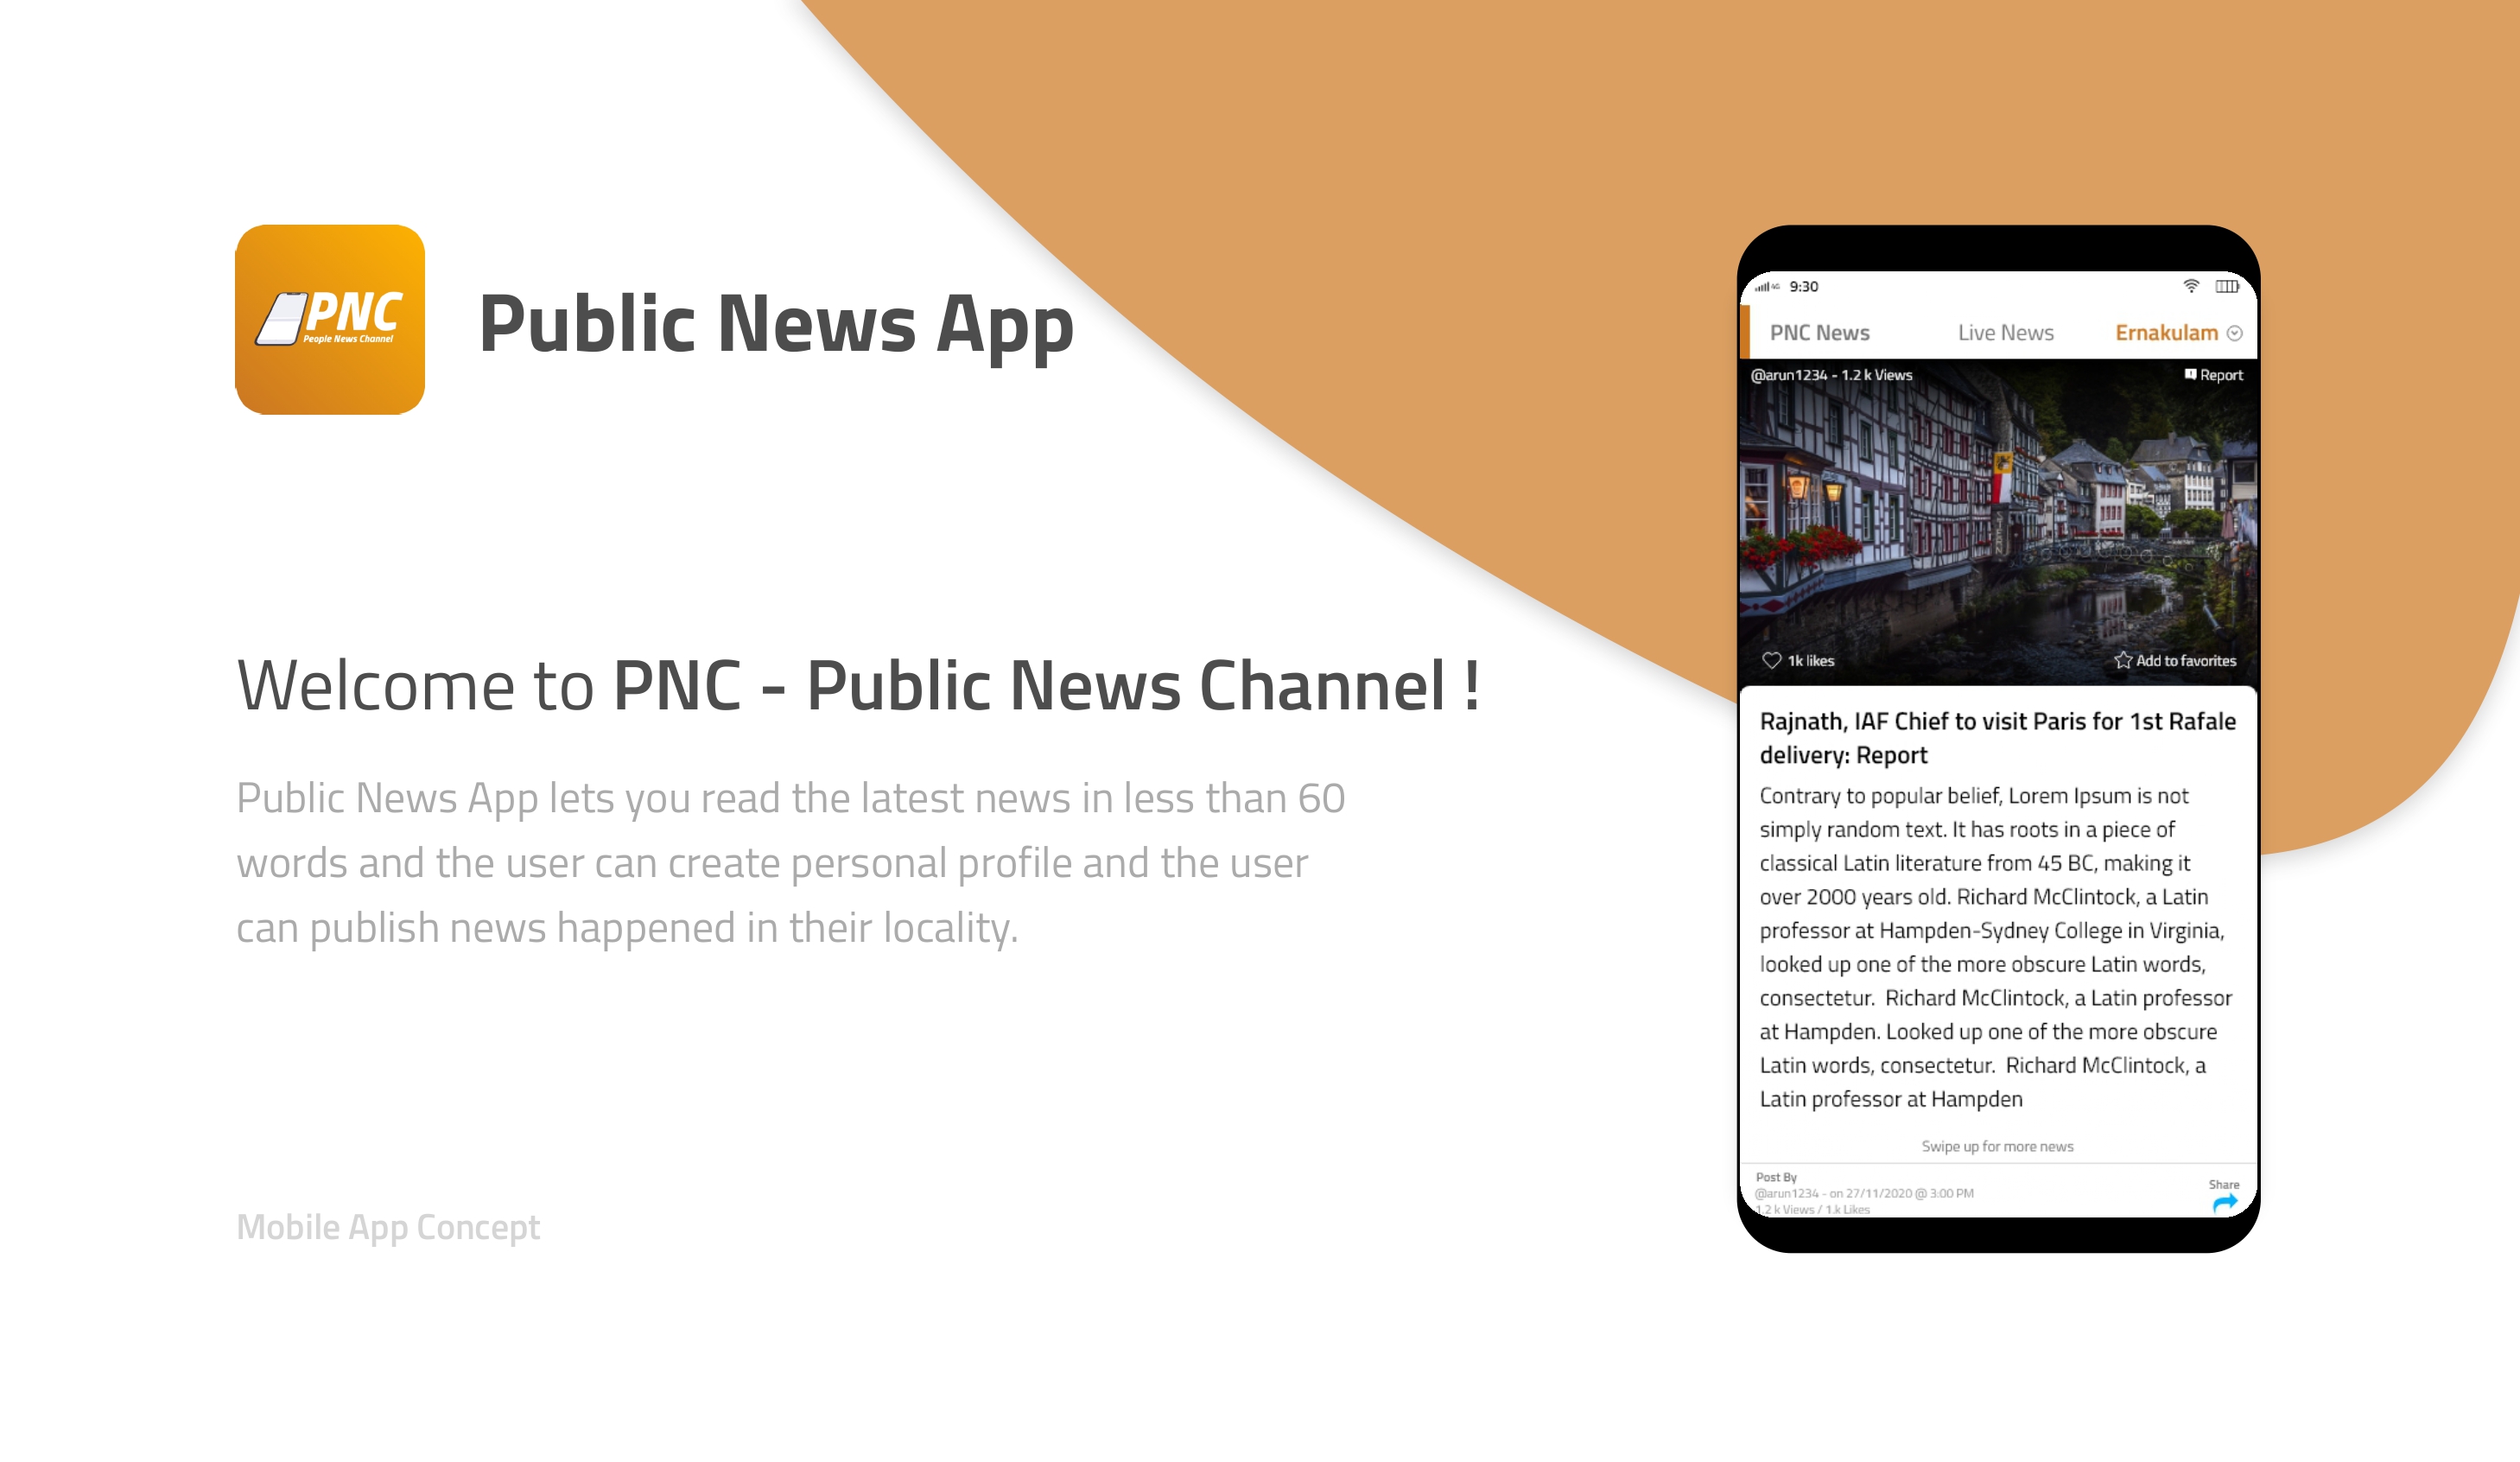 PNC
People News Channel
Public News App
Welcome to PNC - Public News Channel !
Public News App lets you read the latest news in less than 60
words and the user can create personal profile and the user
can publish news happened in their locality.
Mobile App Concept
4G 9:30
PNC News Live News Ernakulam
@arun1234 - 1.2 k Views Report
1k likes Add to favorites
Rajnath, IAF Chief to visit Paris for 1st Rafale
delivery: Report
Contrary to popular belief, Lorem Ipsum is not
simply random text. It has roots in a piece of
classical Latin literature from 45 BC, making it
over 2000 years old. Richard McClintock, a Latin
professor at Hampden-Sydney College in Virginia,
looked up one of the more obscure Latin words,
consectetur.  Richard McClintock, a Latin professor
at Hampden. Looked up one of the more obscure
Latin words, consectetur.  Richard McClintock, a
Latin professor at Hampden
Swipe up for more news
Post By
@arun1234 - on 27/11/2020 @ 3:00 PM
1.2 k Views / 1.k Likes
Share